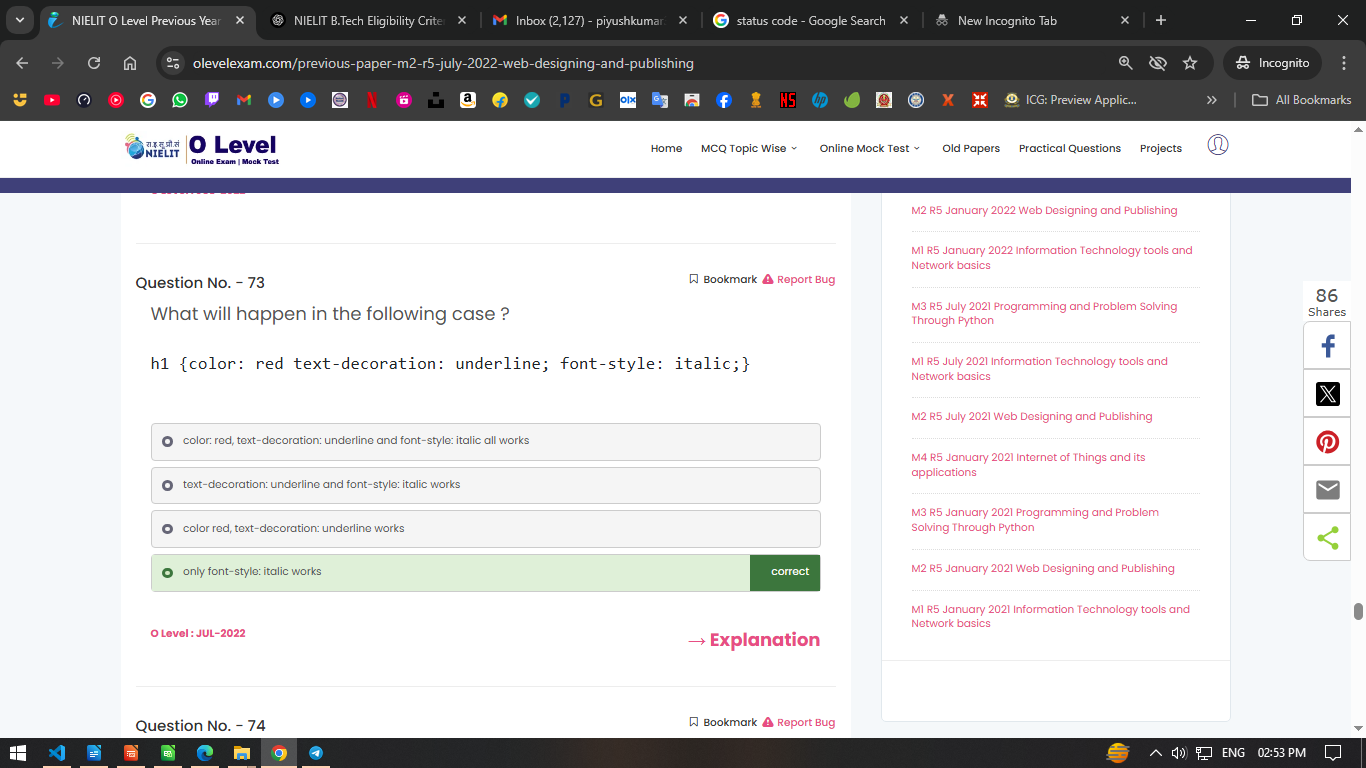 NIELIT O Level Previous Year
NIELIT B.Tech Eligibility Crite
Inbox (2,127) - piyushkumar
status code - Google Search
New Incognito Tab
olevelexam.com/previous-paper-m2-r5-july-2022-web-designing-and-publishing
Incognito
ICG: Preview Applic...
All Bookmarks
रा.इ.सू.प्रौ.सं
NIELIT
O Level
Online Exam | Mock Test
Home
MCQ Topic Wise
Online Mock Test
Old Papers
Practical Questions
Projects
Question No. - 73
Bookmark
Report Bug
What will happen in the following case ?
h1 {color: red text-decoration: underline; font-style: italic;}
color: red, text-decoration: underline and font-style: italic all works
text-decoration: underline and font-style: italic works
color red, text-decoration: underline works
only font-style: italic works
correct
O Level : JUL-2022
→ Explanation
Question No. - 74
Bookmark
Report Bug
M2 R5 January 2022 Web Designing and Publishing
M1 R5 January 2022 Information Technology tools and
Network basics
M3 R5 July 2021 Programming and Problem Solving
Through Python
M1 R5 July 2021 Information Technology tools and
Network basics
M2 R5 July 2021 Web Designing and Publishing
M4 R5 January 2021 Internet of Things and its
applications
M3 R5 January 2021 Programming and Problem
Solving Through Python
M2 R5 January 2021 Web Designing and Publishing
M1 R5 January 2021 Information Technology tools and
Network basics
86
Shares
ENG
02:53 PM